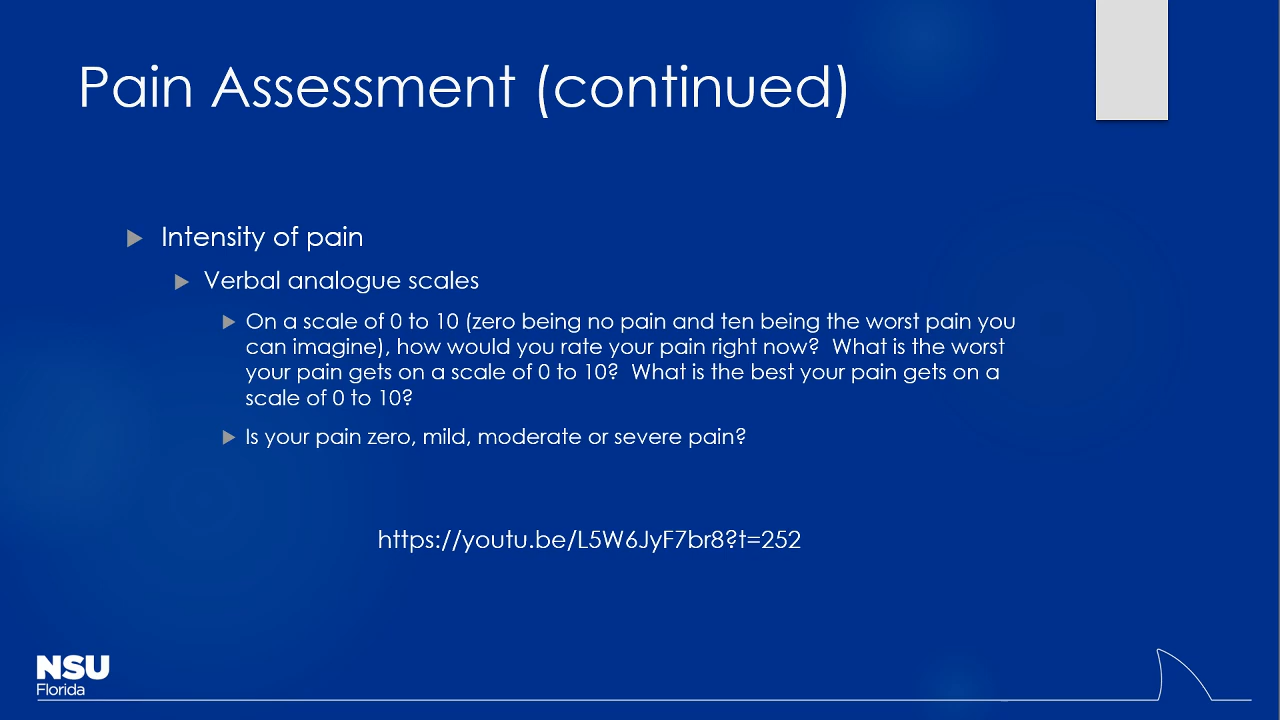 Pain Assessment (continued)
Intensity of pain
Verbal analogue scales
On a scale of 0 to 10 (zero being no pain and ten being the worst pain you
can imagine), how would you rate your pain right now?  What is the worst
your pain gets on a scale of 0 to 10?  What is the best your pain gets on a
scale of 0 to 10?
Is your pain zero, mild, moderate or severe pain?
https://youtu.be/L5W6JyF7br8?t=252
NSU
Florida